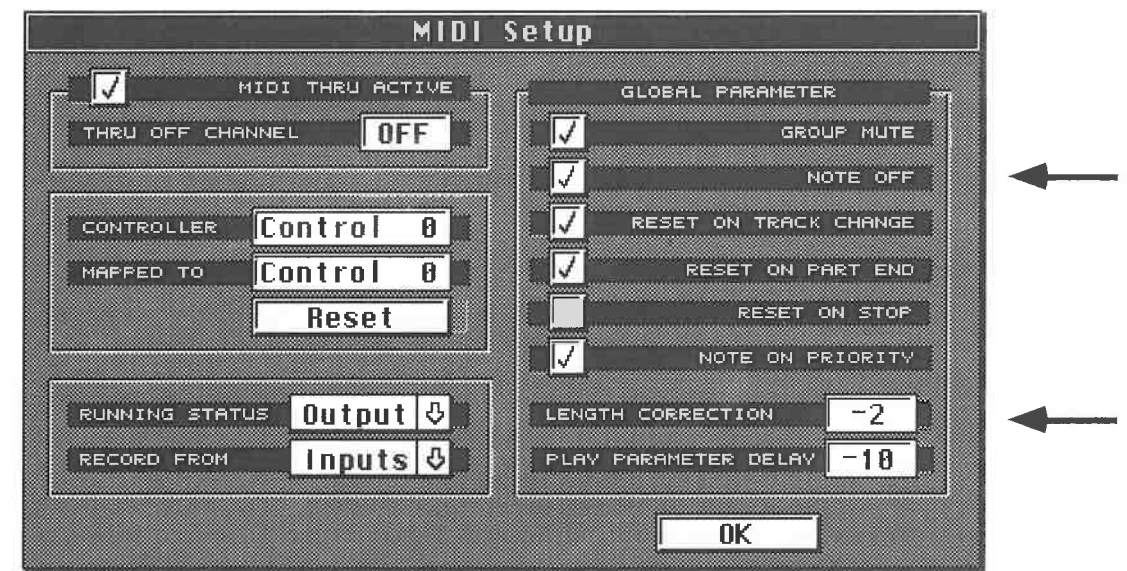 MIDI Setup
MIDI THRU ACTIVE
THRU OFF CHANNEL OFF
CONTROLLER Control 0
MAPPED TO Control 0
Reset
RUNNING STATUS Output
RECORD FROM Inputs
GLOBAL PARAMETER
GROUP MUTE
NOTE OFF
RESET ON TRACK CHANGE
RESET ON PART END
RESET ON STOP
NOTE ON PRIORITY
LENGTH CORRECTION -2
PLAY PARAMETER DELAY -10
OK